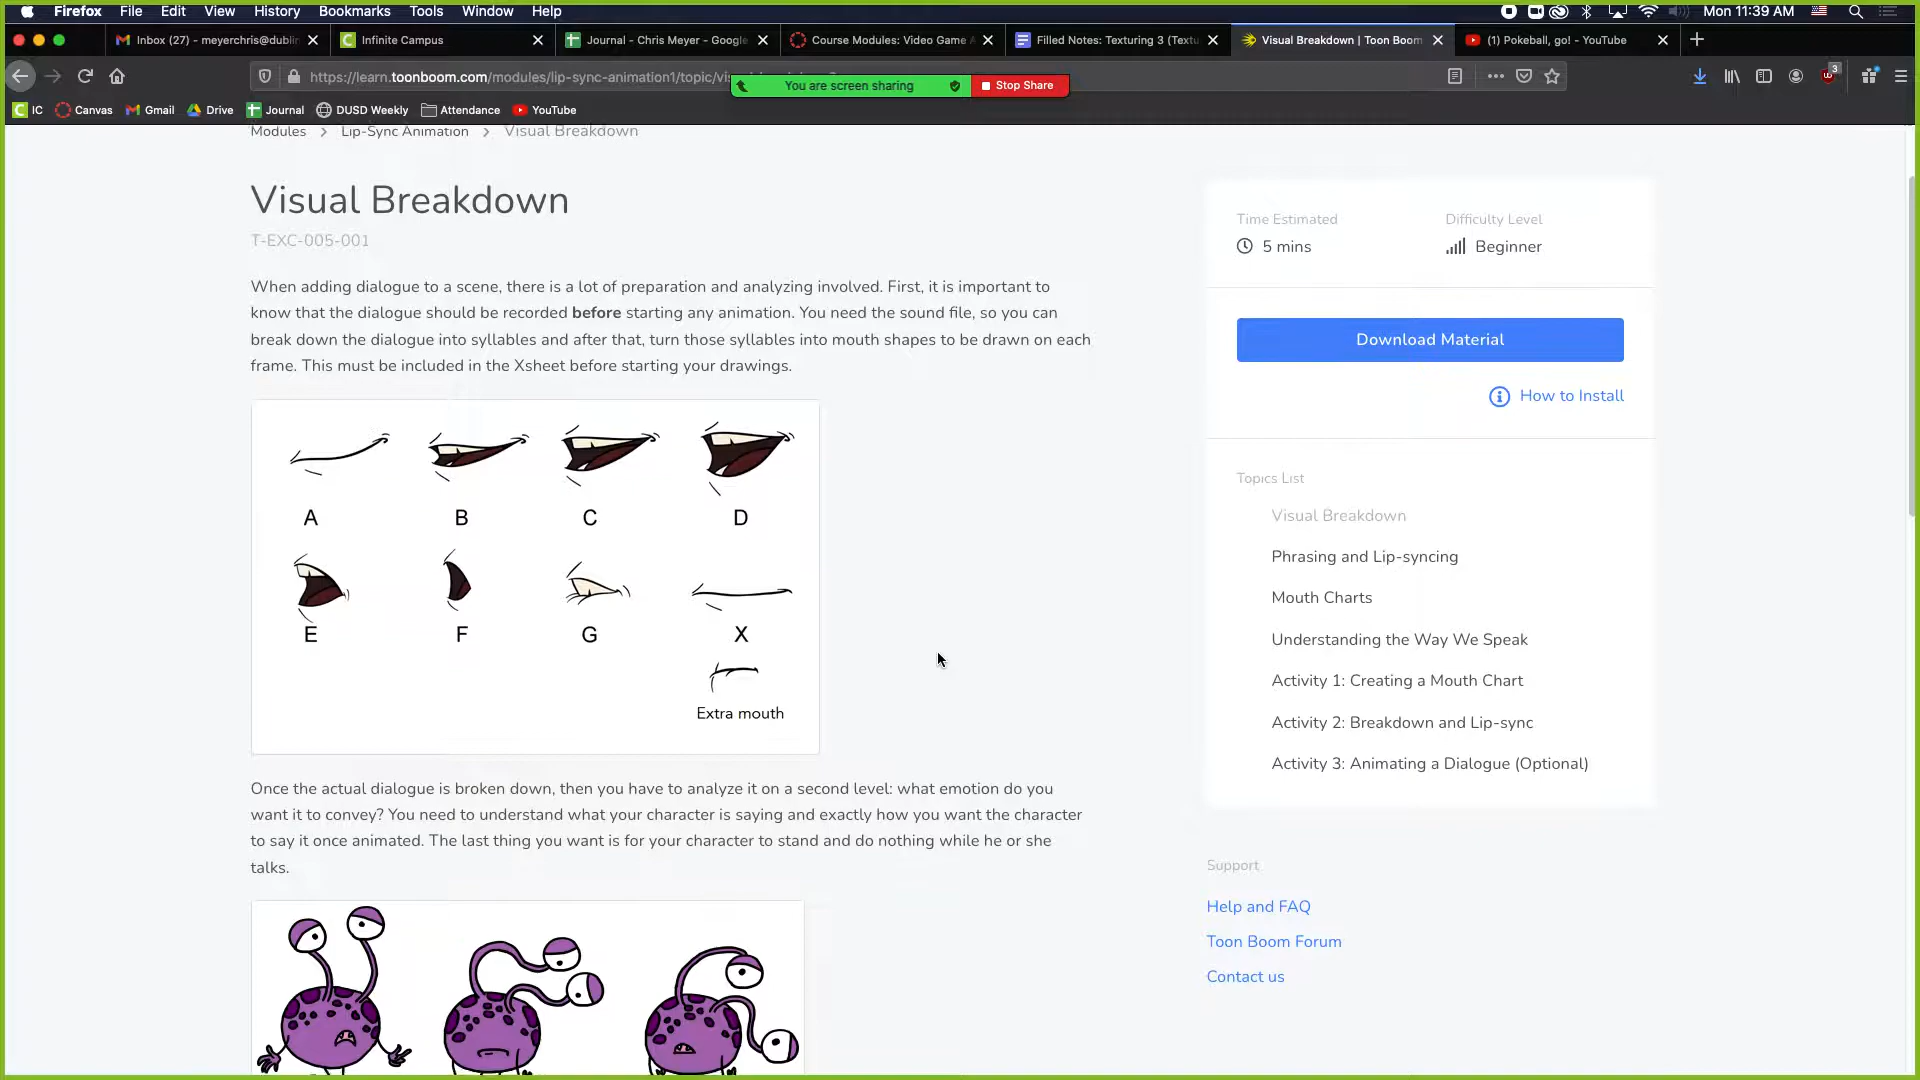 Firefox File Edit View History Bookmarks Tools Window Help Mon 11:39 AM
Inbox (27) - meyerchris@dublin Infinite Campus Journal - Chris Meyer - Google Course Modules: Video Game A Filled Notes: Texturing 3 (Textu Visual Breakdown | Toon Boom (1) Pokeball, go! - YouTube
https://learn.toonboom.com/modules/lip-sync-animation1/topic/vi
3
You are screen sharing Stop Share
IC Canvas Gmail Drive Journal DUSD Weekly Attendance YouTube
Modules > Lip-Sync Animation > Visual Breakdown
Visual Breakdown
T-EXC-005-001
When adding dialogue to a scene, there is a lot of preparation and analyzing involved. First, it is important to
know that the dialogue should be recorded before starting any animation. You need the sound file, so you can
break down the dialogue into syllables and after that, turn those syllables into mouth shapes to be drawn on each
frame. This must be included in the Xsheet before starting your drawings.
A B C D
E F G X
Extra mouth
Once the actual dialogue is broken down, then you have to analyze it on a second level: what emotion do you
want it to convey? You need to understand what your character is saying and exactly how you want the character
to say it once animated. The last thing you want is for your character to stand and do nothing while he or she
talks.
Time Estimated Difficulty Level
5 mins Beginner
Download Material
How to Install
Topics List
Visual Breakdown
Phrasing and Lip-syncing
Mouth Charts
Understanding the Way We Speak
Activity 1: Creating a Mouth Chart
Activity 2: Breakdown and Lip-sync
Activity 3: Animating a Dialogue (Optional)
Support
Help and FAQ
Toon Boom Forum
Contact us